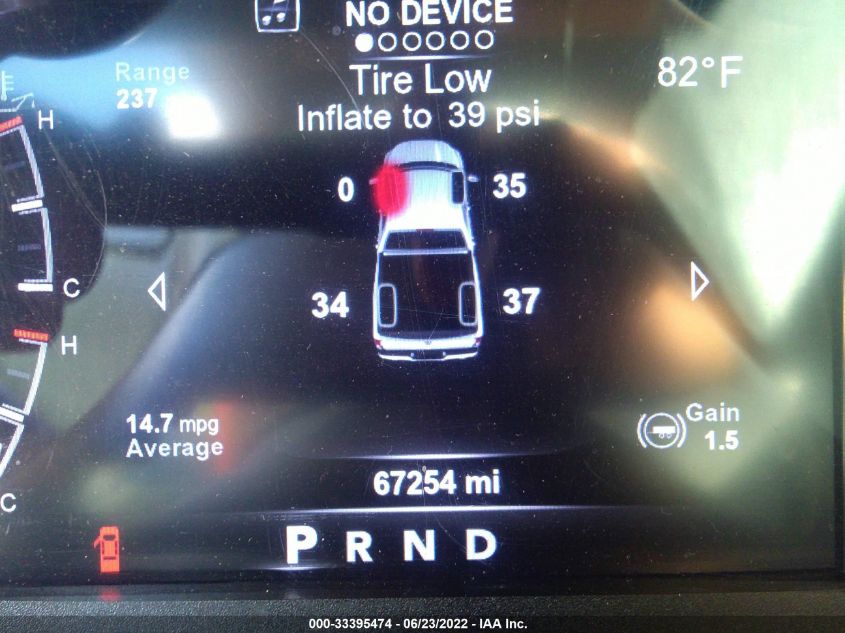 NO DEVICE
Range
237
82°F
Tire Low
Inflate to 39 psi
H
0
35
C
34
37
H
14.7 mpg
Average
Gain
1.5
67254 mi
C
P R N D
000-33395474 - 06/23/2022 - IAA Inc.